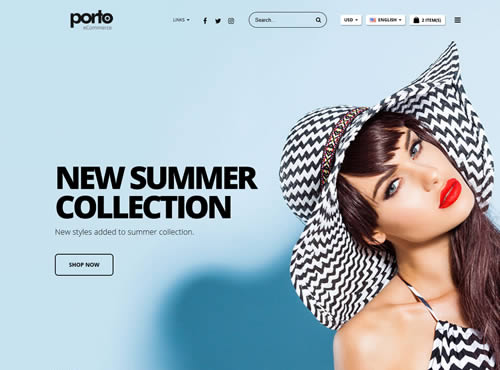 porto
eCommerce
LINKS
Search...
USD
ENGLISH
2 ITEM(S)
NEW SUMMER
COLLECTION
New styles added to summer collection.
SHOP NOW